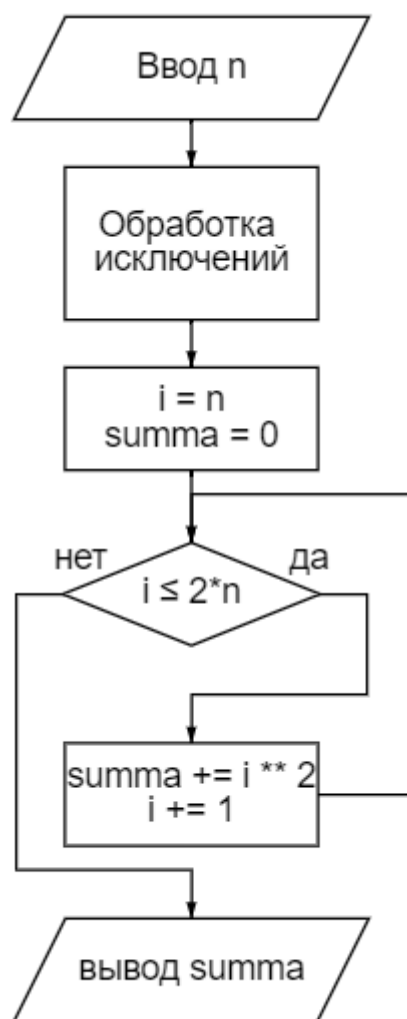 Ввод n
Обработка
исключений
i = n
summa = 0
нет
да
i ≤ 2*n
summa += i ** 2
i += 1
вывод summa